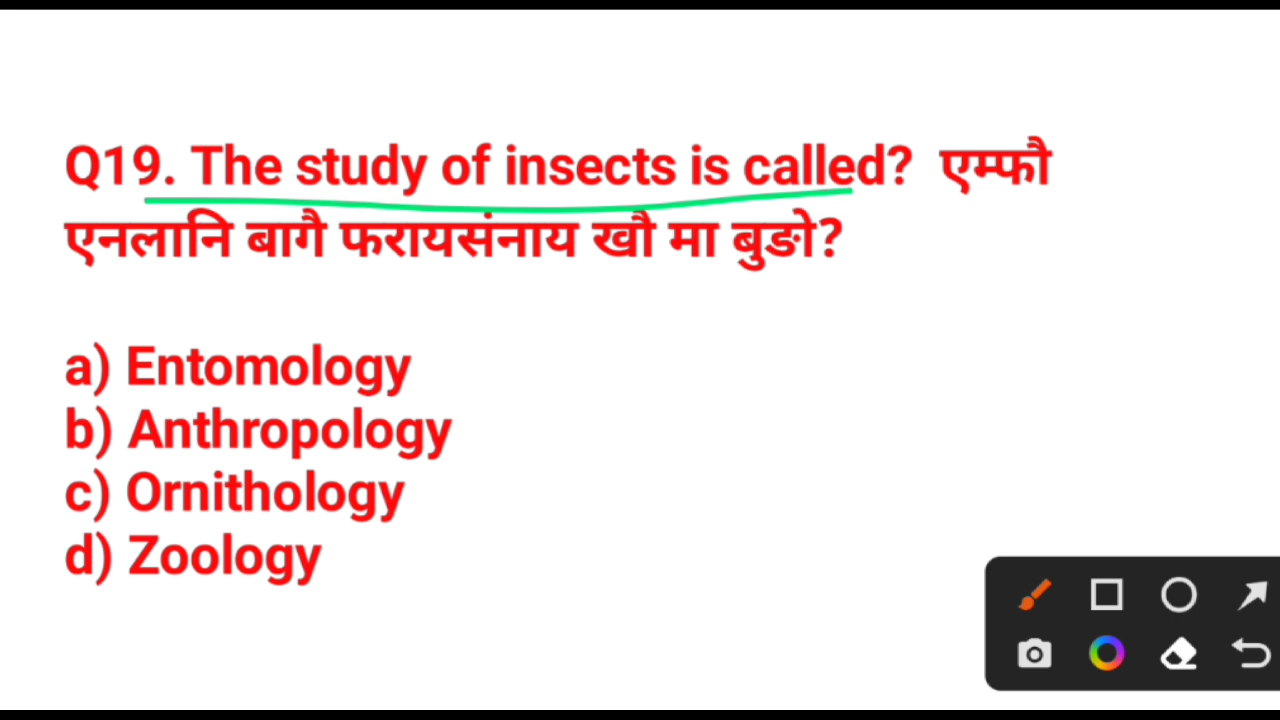 Q19. The study of insects is called? एम्फौ
एनलानि बागै फरायसंनाय खौ मा बुङो?
a) Entomology
b) Anthropology
c) Ornithology
d) Zoology